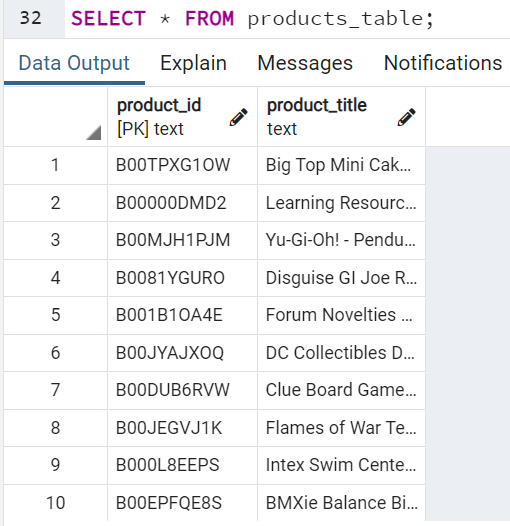 32 SELECT * FROM products_table;
Data Output Explain Messages Notifications
product_id product_title
[PK] text text
1 B00TPXG1OW Big Top Mini Cak...
2 B00000DMD2 Learning Resourc...
3 B00MJH1PJM Yu-Gi-Oh! - Pendu...
4 B0081YGURO Disguise GI Joe R...
5 B001B1OA4E Forum Novelties ...
6 B00JYAJXOQ DC Collectibles D...
7 B00DUB6RVW Clue Board Game...
8 B00JEGVJ1K Flames of War Te...
9 B000L8EEPS Intex Swim Cente...
10 B00EPFQE8S BMXie Balance Bi...